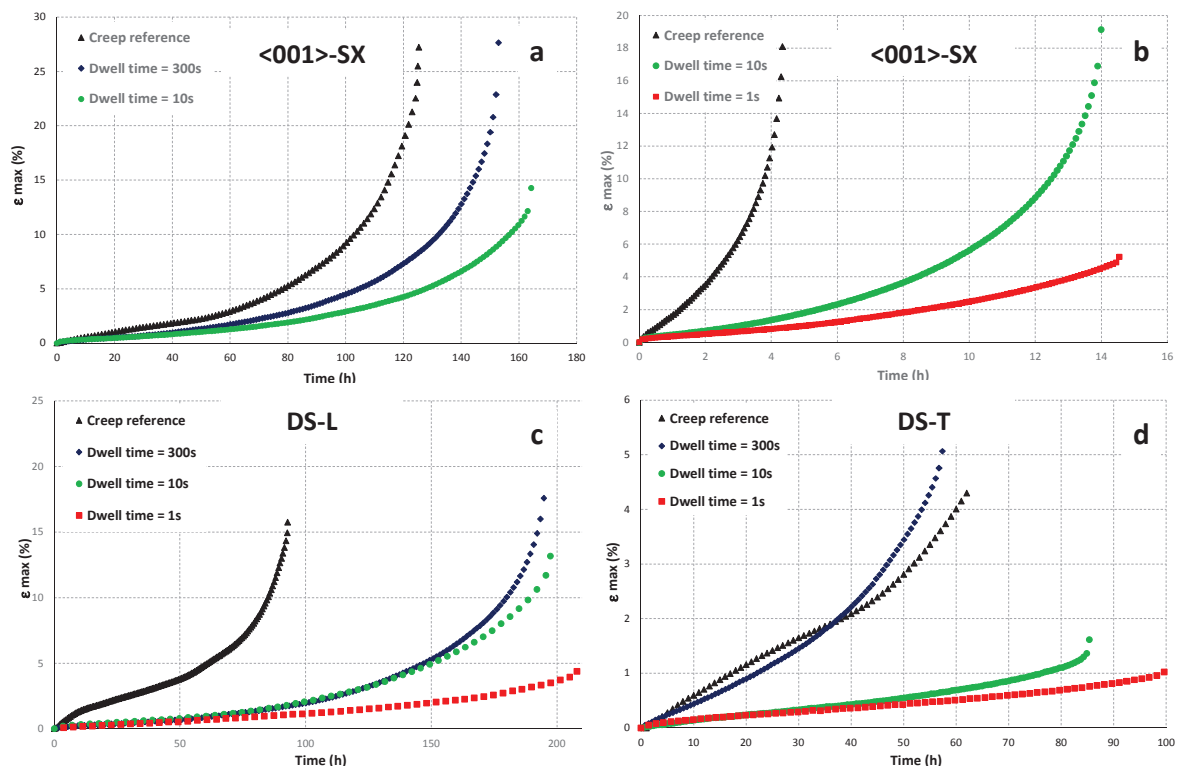 30
25
20
15
10
5
0
ε max (%)
Creep reference
Dwell time = 300s
Dwell time = 10s
<001>-SX
a
0 20 40 60 80 100 120 140 160 180
Time (h)
20
18
16
14
12
10
8
6
4
2
0
ε max (%)
Creep reference
Dwell time = 10s
Dwell time = 1s
<001>-SX
b
0 2 4 6 8 10 12 14 16
Time (h)
25
20
15
10
5
0
ε max (%)
Creep reference
Dwell time = 300s
Dwell time = 10s
Dwell time = 1s
DS-L
c
0 50 100 150 200
Time (h)
6
5
4
3
2
1
0
ε max (%)
Creep reference
Dwell time = 300s
Dwell time = 10s
Dwell time = 1s
DS-T
d
0 10 20 30 40 50 60 70 80 90 100
Time (h)